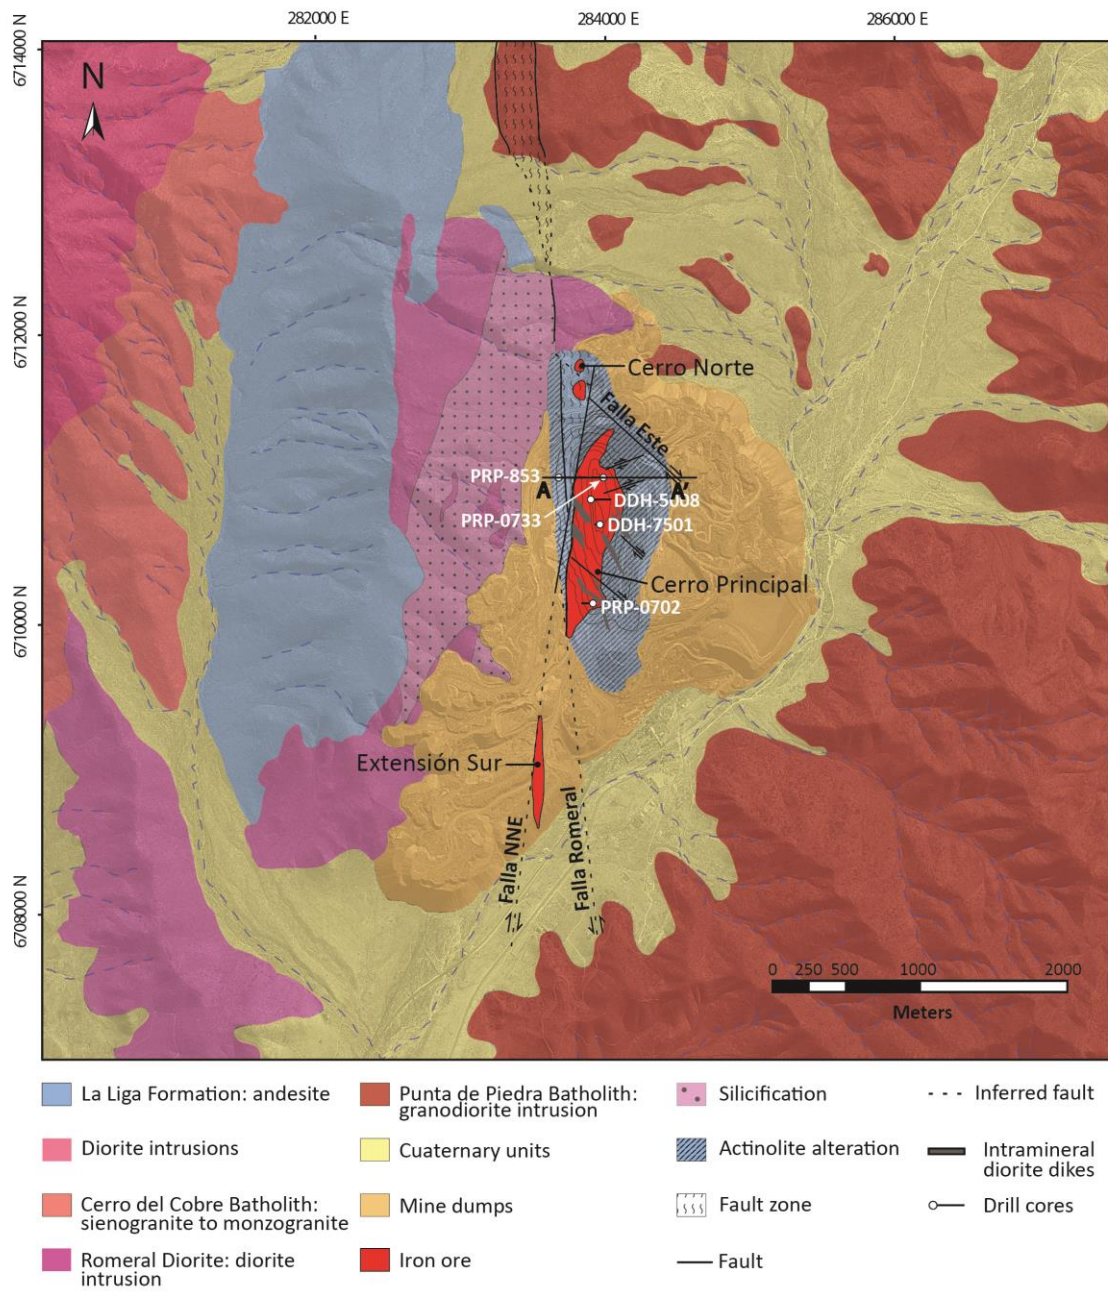 282000 E
284000 E
286000 E
6714000 N
6712000 N
6710000 N
6708000 N
N
Cerro Norte
Falla Este
PRP-853
A
A'
DDH-5008
PRP-0733
DDH-7501
Cerro Principal
PRP-0702
Extensión Sur
Falla NNE
Falla Romeral
0 250 500 1000 2000
Meters
La Liga Formation: andesite
Diorite intrusions
Cerro del Cobre Batholith:
sienogranite to monzogranite
Romeral Diorite: diorite
intrusion
Punta de Piedra Batholith:
granodiorite intrusion
Cuaternary units
Mine dumps
Iron ore
Silicification
Actinolite alteration
Fault zone
Fault
Inferred fault
Intramineral
diorite dikes
Drill cores